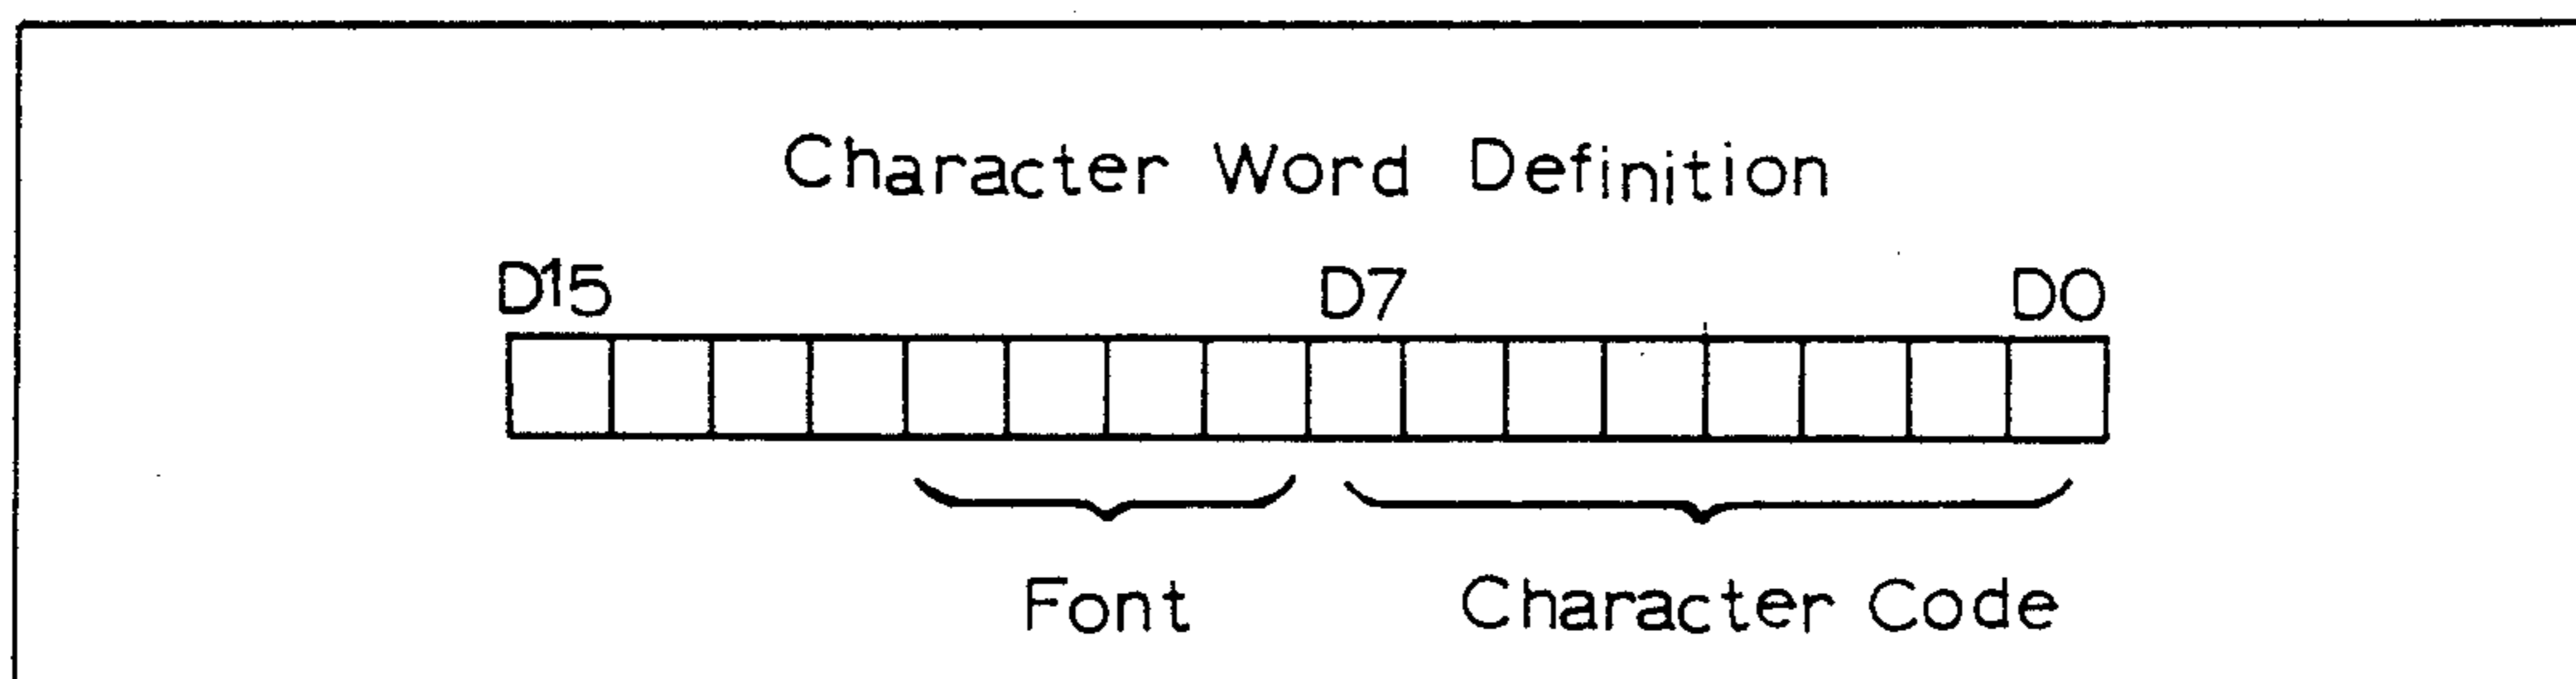 Character Word Definition
D15 D7 D0
Font Character Code